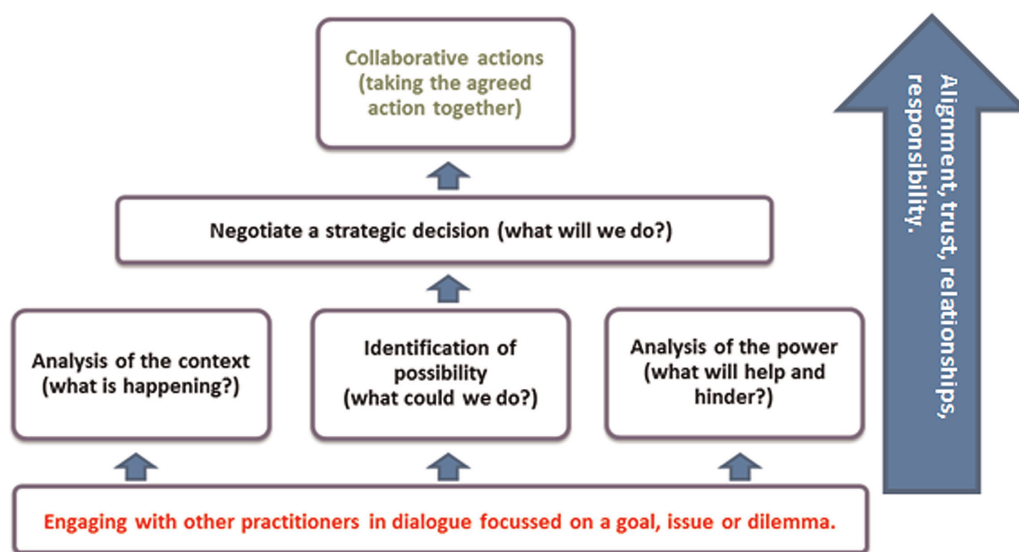 Collaborative actions
(taking the agreed
action together)
Alignment, trust, relationships,
responsibility.
Negotiate a strategic decision (what will we do?)
Analysis of the context
(what is happening?)
Identification of
possibility
(what could we do?)
Analysis of the power
(what will help and
hinder?)
Engaging with other practitioners in dialogue focussed on a goal, issue or dilemma.